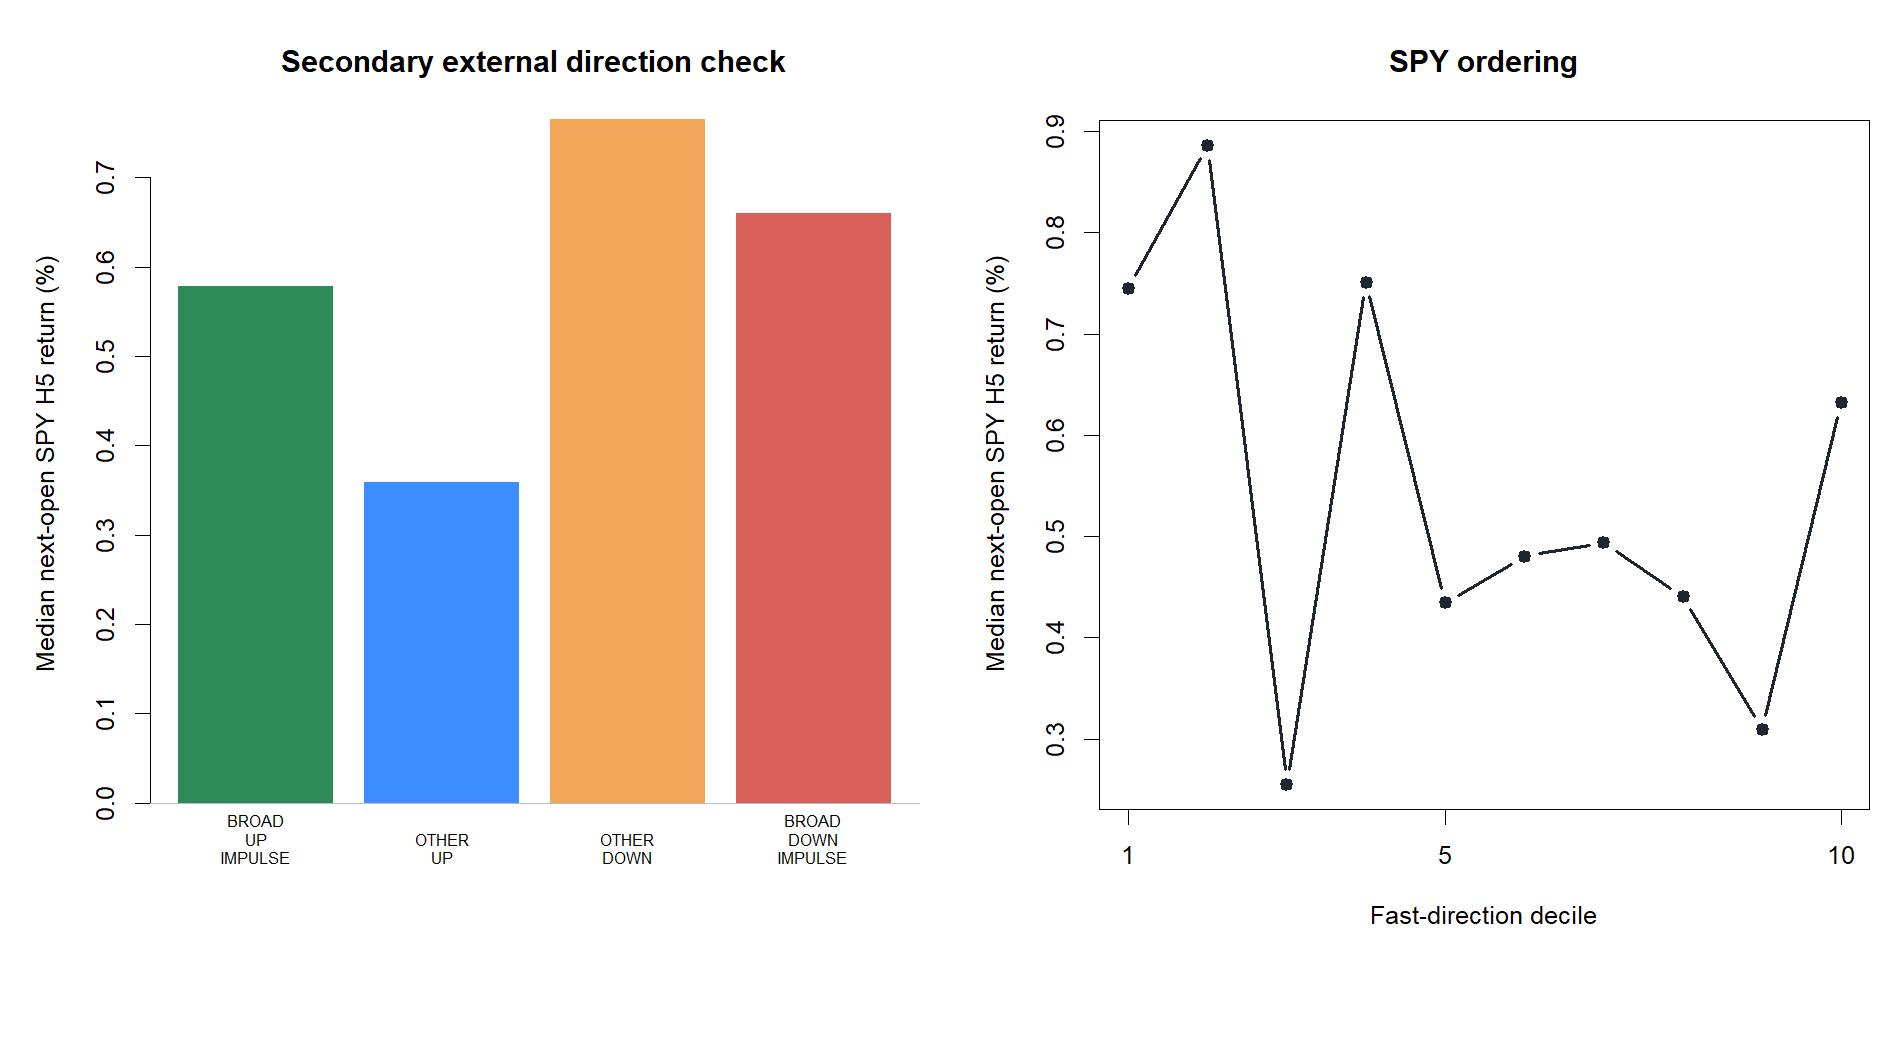 Secondary external direction check
Median next-open SPY H5 return (%)
0.7
0.6
0.5
0.4
0.3
0.2
0.1
0.0
BROAD
UP
IMPULSE
OTHER
UP
OTHER
DOWN
BROAD
DOWN
IMPULSE
SPY ordering
Median next-open SPY H5 return (%)
0.9
0.8
0.7
0.6
0.5
0.4
0.3
1
5
10
Fast-direction decile